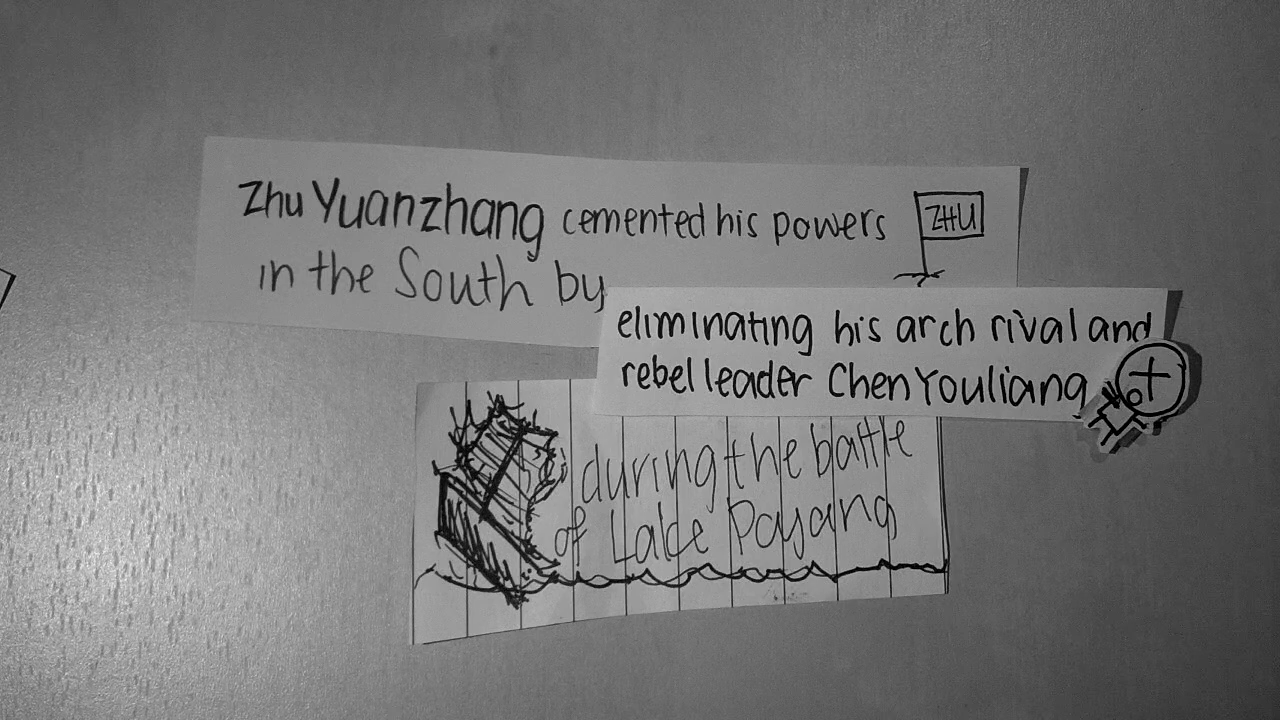 Zhu Yuanzhang cemented his powers
in the South by
ZHU
eliminating his arch rival and
rebel leader Chen Youliang
during the battle
of Lake Poyang